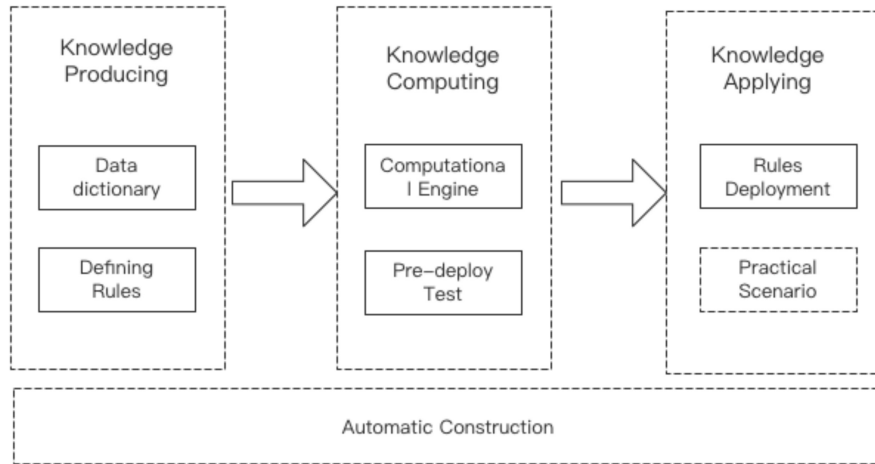 Knowledge
Producing
Data
dictionary
Defining
Rules
Knowledge
Computing
Computationa
l Engine
Pre-deploy
Test
Knowledge
Applying
Rules
Deployment
Practical
Scenario
Automatic Construction